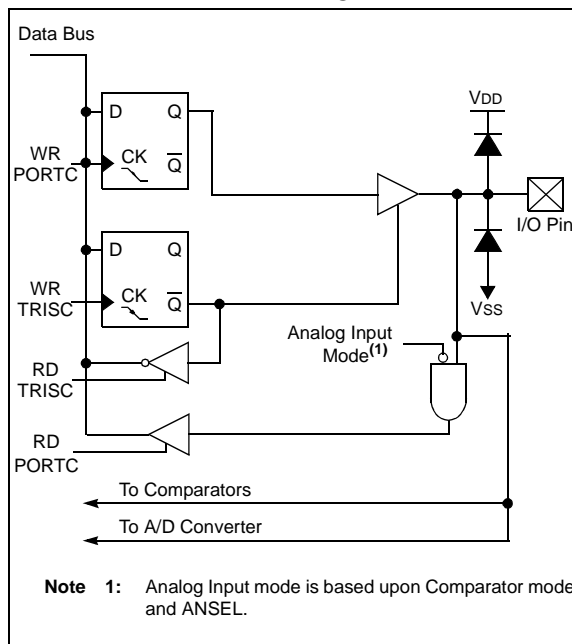 Data Bus
D Q
WR
PORTC
CK Q
VDD
I/O Pin
D Q
WR
TRISC
CK Q
VSS
Analog Input
Mode(1)
RD
TRISC
RD
PORTC
To Comparators
To A/D Converter
Note 1: Analog Input mode is based upon Comparator mode
and ANSEL.